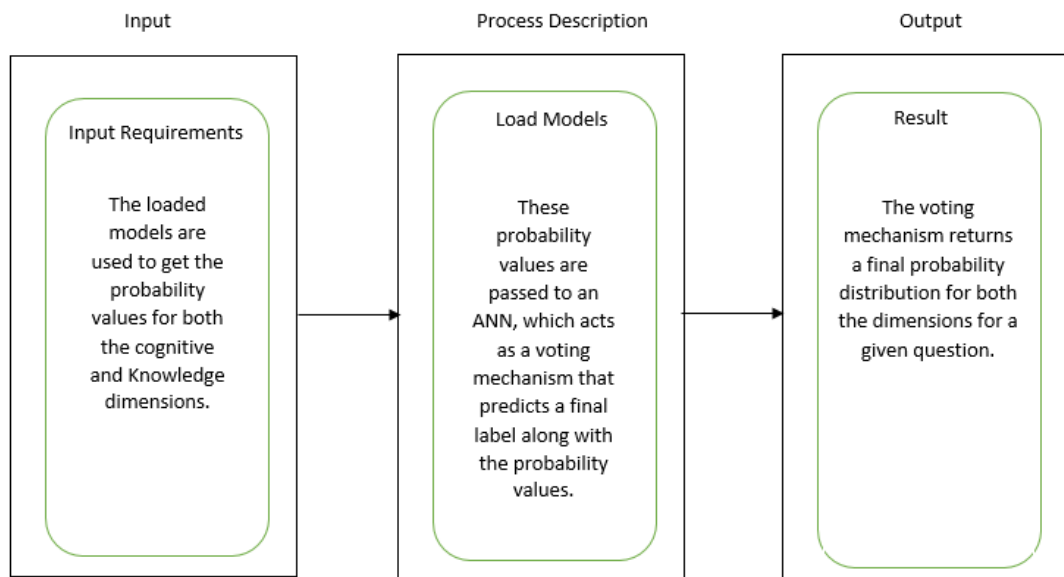 Input
Process Description
Output
Input Requirements
The loaded
models are
used to get the
probability
values for both
the cognitive
and Knowledge
dimensions.
Load Models
These
probability
values are
passed to an
ANN, which acts
as a voting
mechanism that
predicts a final
label along with
the probability
values.
Result
The voting
mechanism returns
a final probability
distribution for both
the dimensions for a
given question.